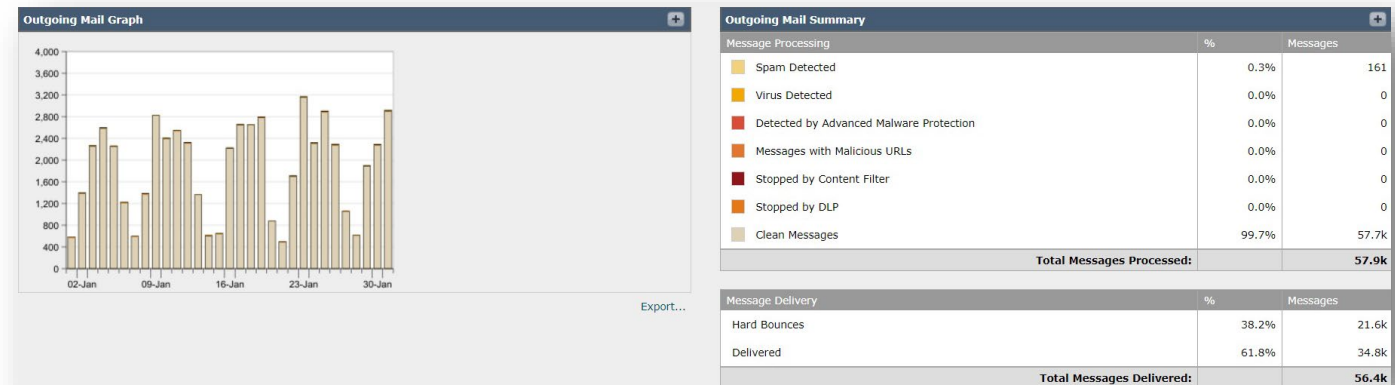 Outgoing Mail Graph
4,000
3,600
3,200
2,800
2,400
2,000
1,600
1,200
800
400
0
02-Jan 09-Jan 16-Jan 23-Jan 30-Jan
Export...
Outgoing Mail Summary
Message Processing % Messages
Spam Detected 0.3% 161
Virus Detected 0.0% 0
Detected by Advanced Malware Protection 0.0% 0
Messages with Malicious URLs 0.0% 0
Stopped by Content Filter 0.0% 0
Stopped by DLP 0.0% 0
Clean Messages 99.7% 57.7k
Total Messages Processed: 57.9k
Message Delivery % Messages
Hard Bounces 38.2% 21.6k
Delivered 61.8% 34.8k
Total Messages Delivered: 56.4k